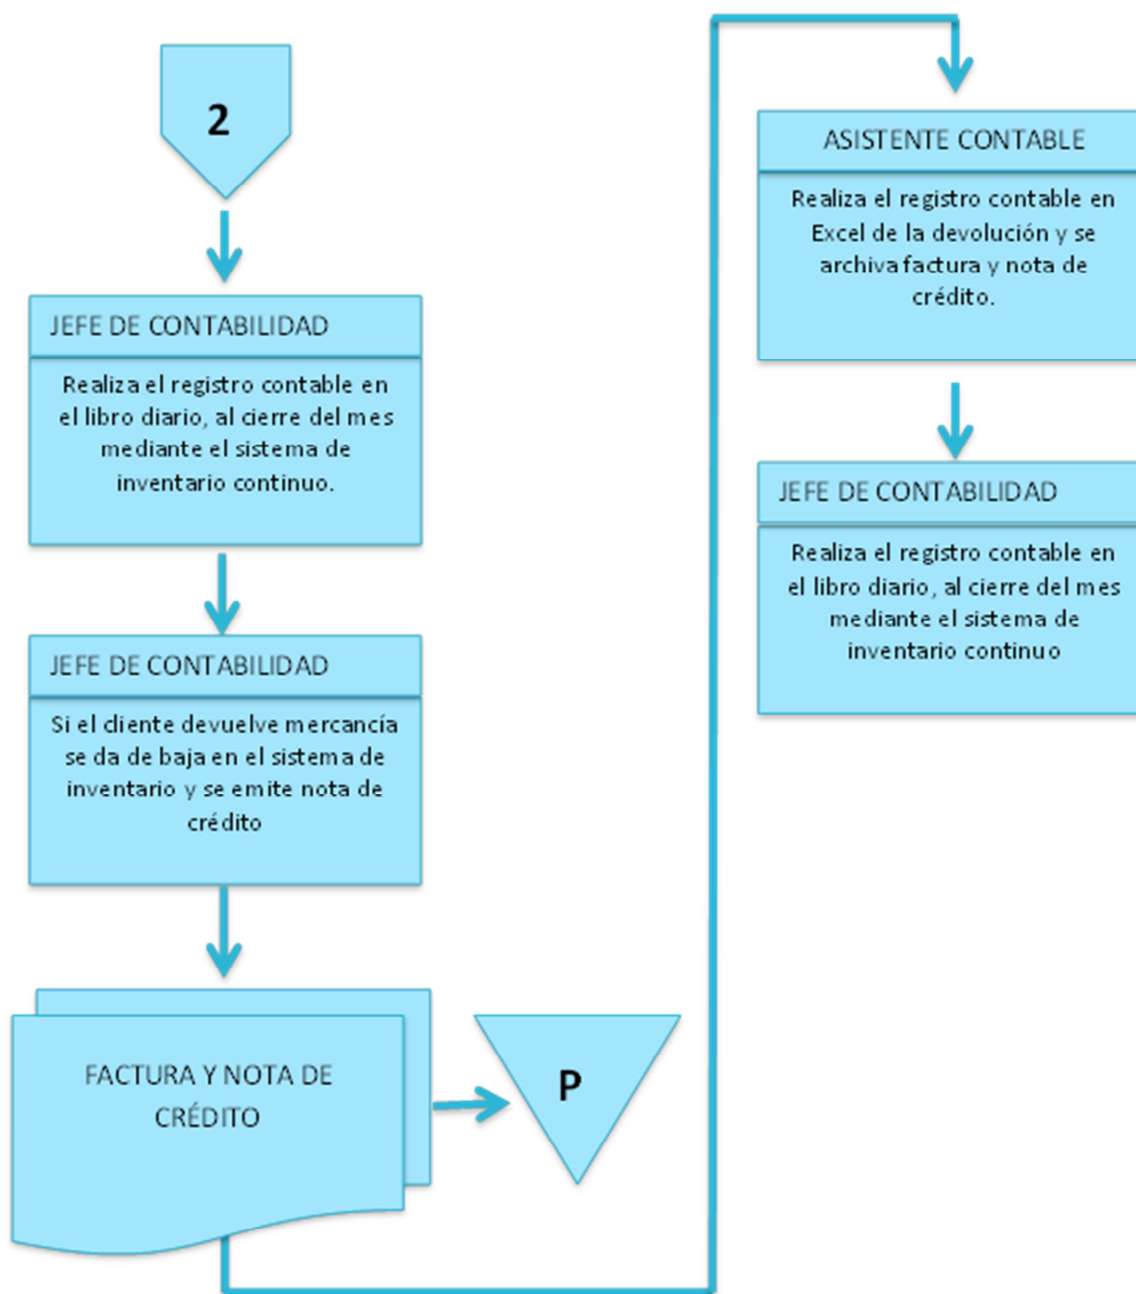 2
JEFE DE CONTABILIDAD
Realiza el registro contable en
el libro diario, al cierre del mes
mediante el sistema de
inventario continuo.
JEFE DE CONTABILIDAD
Si el cliente devuelve mercancía
se da de baja en el sistema de
inventario y se emite nota de
crédito
FACTURA Y NOTA DE
CRÉDITO
P
ASISTENTE CONTABLE
Realiza el registro contable en
Excel de la devolución y se
archiva factura y nota de
crédito.
JEFE DE CONTABILIDAD
Realiza el registro contable en
el libro diario, al cierre del mes
mediante el sistema de
inventario continuo